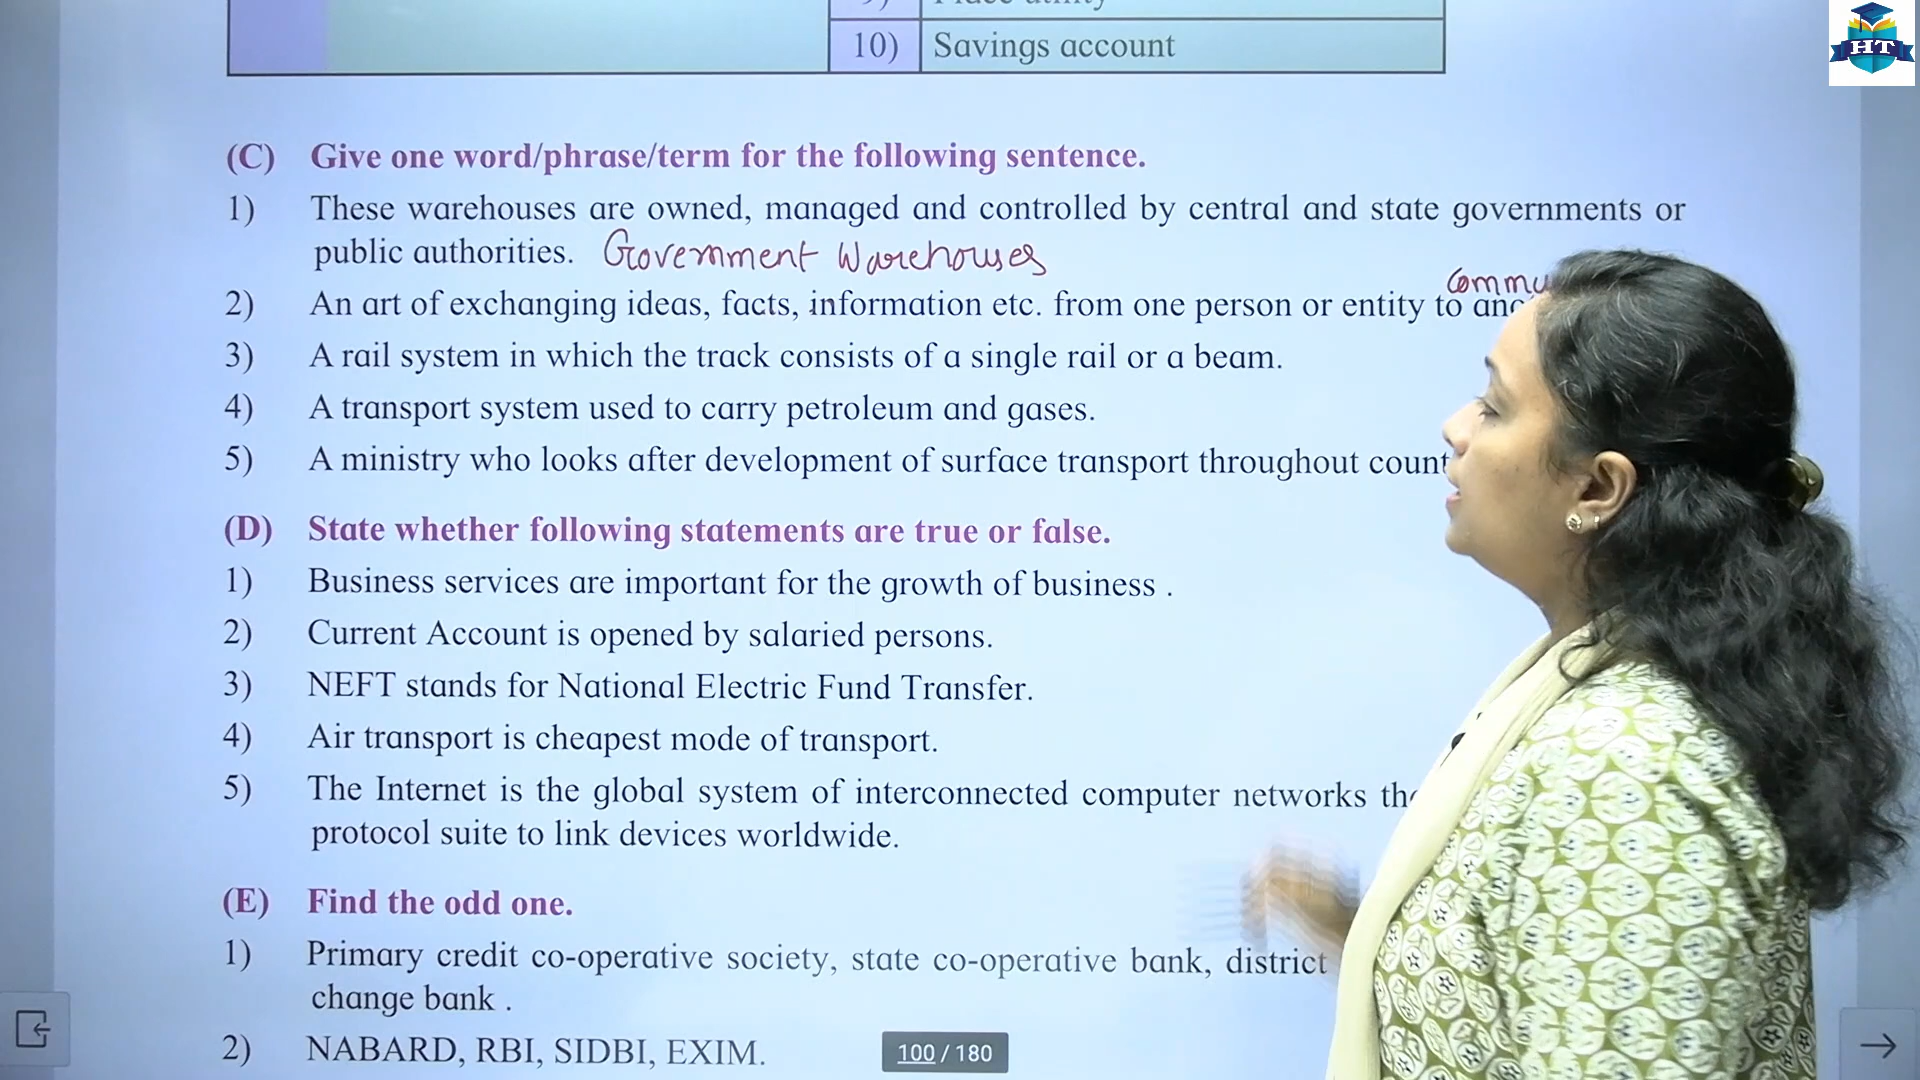 10) Savings account
HT
(C) Give one word/phrase/term for the following sentence.
1) These warehouses are owned, managed and controlled by central and state governments or
public authorities. Government Warehouses
2) An art of exchanging ideas, facts, information etc. from one person or entity to
3) A rail system in which the track consists of a single rail or a beam.
4) A transport system used to carry petroleum and gases.
5) A ministry who looks after development of surface transport throughout
(D) State whether following statements are true or false.
1) Business services are important for the growth of business .
2) Current Account is opened by salaried persons.
3) NEFT stands for National Electric Fund Transfer.
4) Air transport is cheapest mode of transport.
5) The Internet is the global system of interconnected computer networks
protocol suite to link devices worldwide.
(E) Find the odd one.
1) Primary credit co-operative society, state co-operative bank, district
change bank .
2) NABARD, RBI, SIDBI, EXIM.
100 / 180